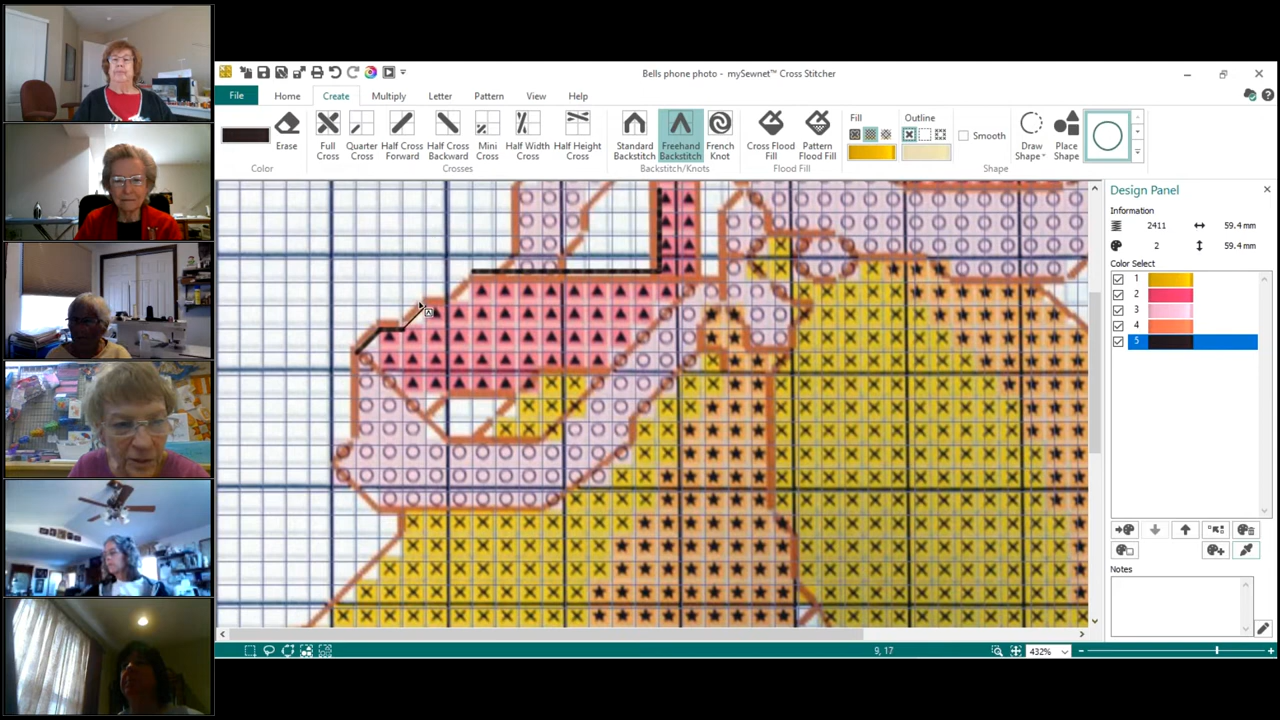 Bells phone photo - mySewnet™ Cross Stitcher
File Home Create Multiply Letter Pattern View Help
Erase
Full Cross
Quarter Cross
Half Cross Forward
Half Cross Backward
Mini Cross
Half Width Cross
Half Height Cross
Standard Backstitch
Freehand Backstitch
French Knot
Cross Flood Fill
Pattern Flood Fill
Fill
Outline
Smooth
Draw Shape
Place Shape
Color
Crosses
Backstitch/Knots
Flood Fill
Shape
Design Panel
Information
2411 59.4 mm
2 59.4 mm
Color Select
1
2
3
4
5
Notes
9, 17
432%